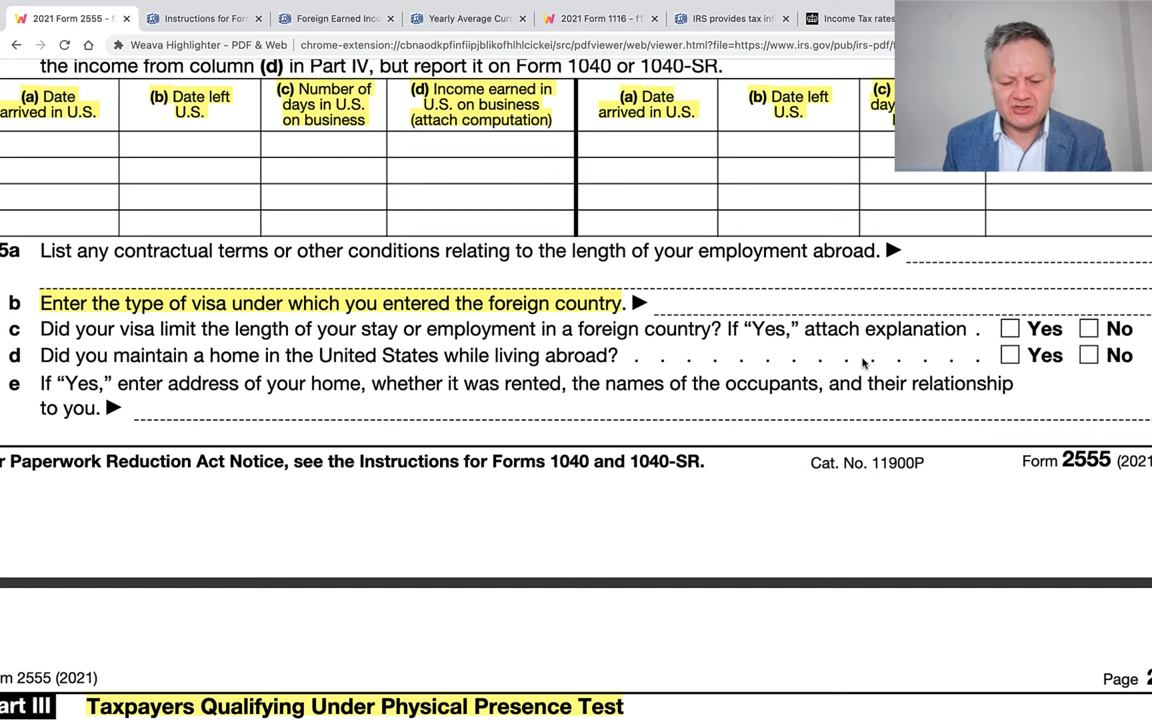 2021 Form 2555 - f
Instructions for For
Foreign Earned Inc
Yearly Average Cur
2021 Form 1116 - f1
IRS provides tax inf
Income Tax rates
Weava Highlighter - PDF & Web
chrome-extension://cbnaodkpfinfiipjblikofhlhlcickei/src/pdfviewer/web/viewer.html?file=https://www.irs.gov/pub/irs-pdf/
the income from column (d) in Part IV, but report it on Form 1040 or 1040-SR.
(a) Date arrived in U.S.
(b) Date left U.S.
(c) Number of days in U.S. on business
(d) Income earned in U.S. on business (attach computation)
(a) Date arrived in U.S.
(b) Date left U.S.
(c)
day
5a List any contractual terms or other conditions relating to the length of your employment abroad. ▶
b Enter the type of visa under which you entered the foreign country. ▶
c Did your visa limit the length of your stay or employment in a foreign country? If “Yes,” attach explanation . Yes No
d Did you maintain a home in the United States while living abroad? . . . . . . . . . . . . . . Yes No
e If “Yes,” enter address of your home, whether it was rented, the names of the occupants, and their relationship
to you. ▶
r Paperwork Reduction Act Notice, see the Instructions for Forms 1040 and 1040-SR.
Cat. No. 11900P
Form 2555 (2021
m 2555 (2021)
Page 2
art III Taxpayers Qualifying Under Physical Presence Test